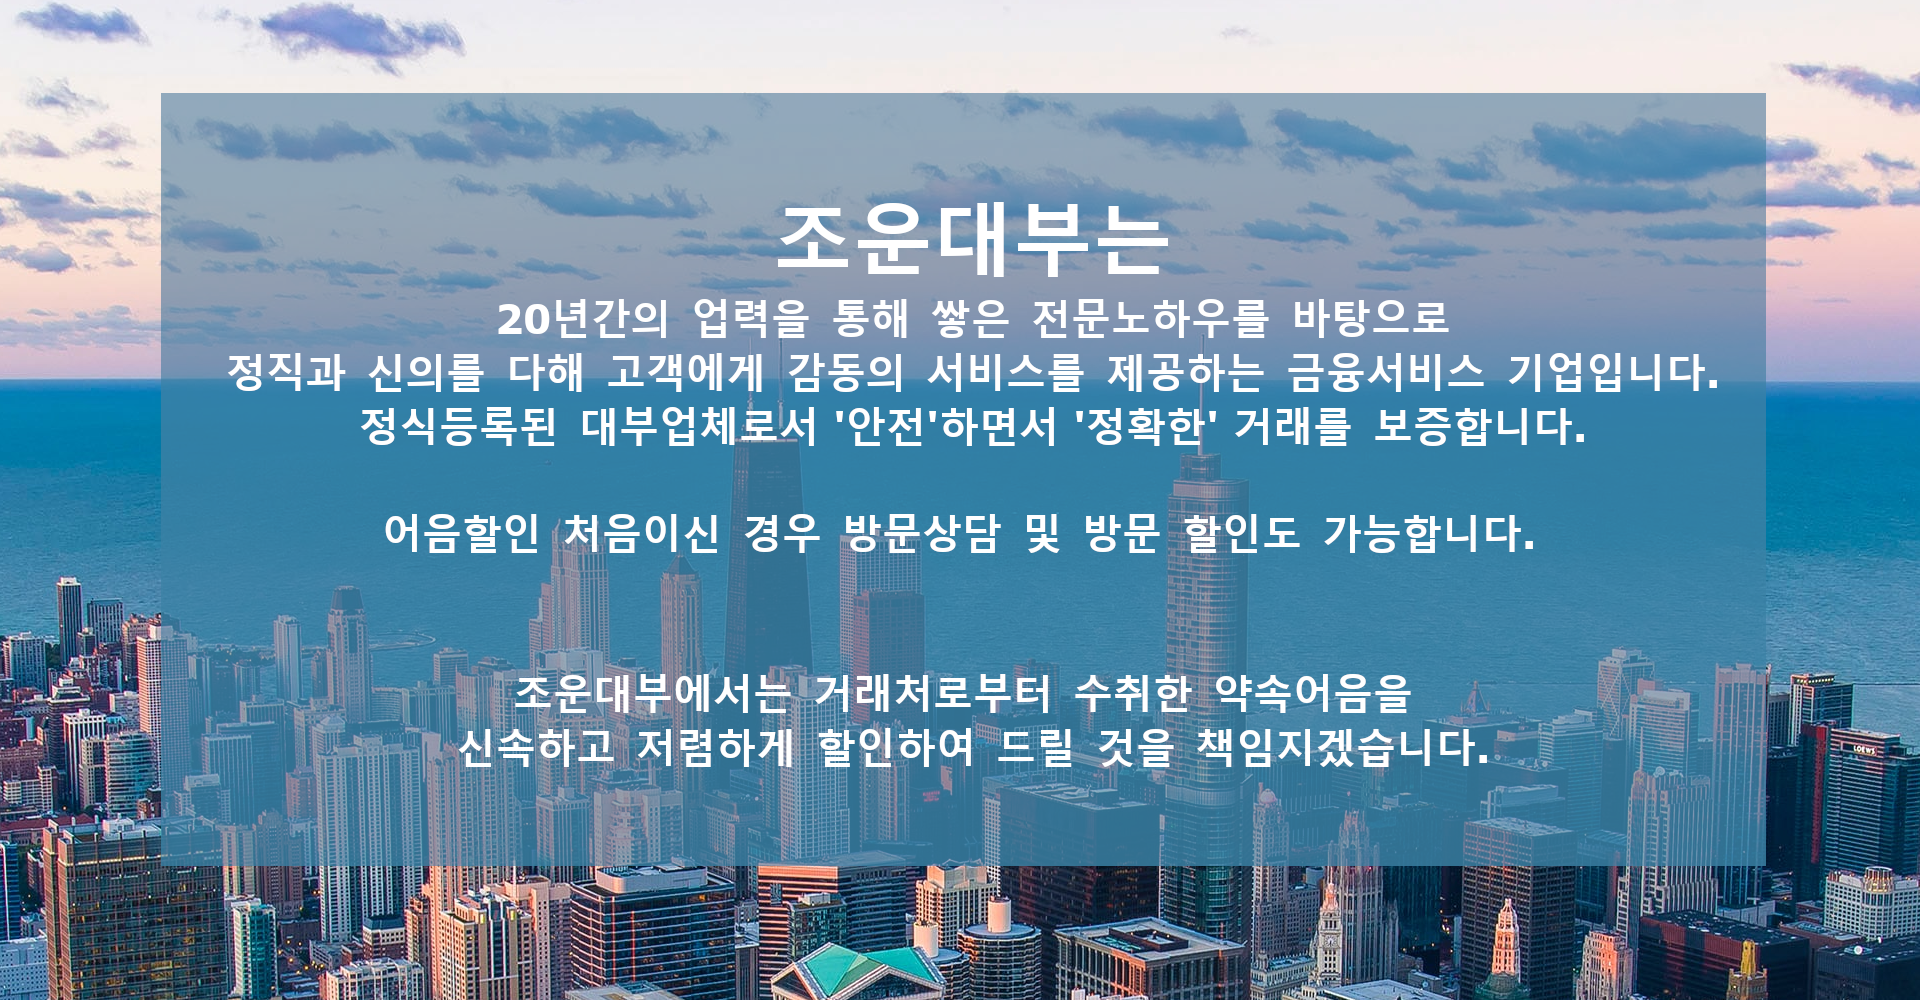 조운대부는
20년간의 업력을 통해 쌓은 전문노하우를 바탕으로
정직과 신의를 다해 고객에게 감동의 서비스를 제공하는 금융서비스 기업입니다.
정식등록된 대부업체로서 '안전'하면서 '정확한' 거래를 보증합니다.
어음할인 처음이신 경우 방문상담 및 방문 할인도 가능합니다.
조운대부에서는 거래처로부터 수취한 약속어음을
신속하고 저렴하게 할인하여 드릴 것을 책임지겠습니다.
LOEWS